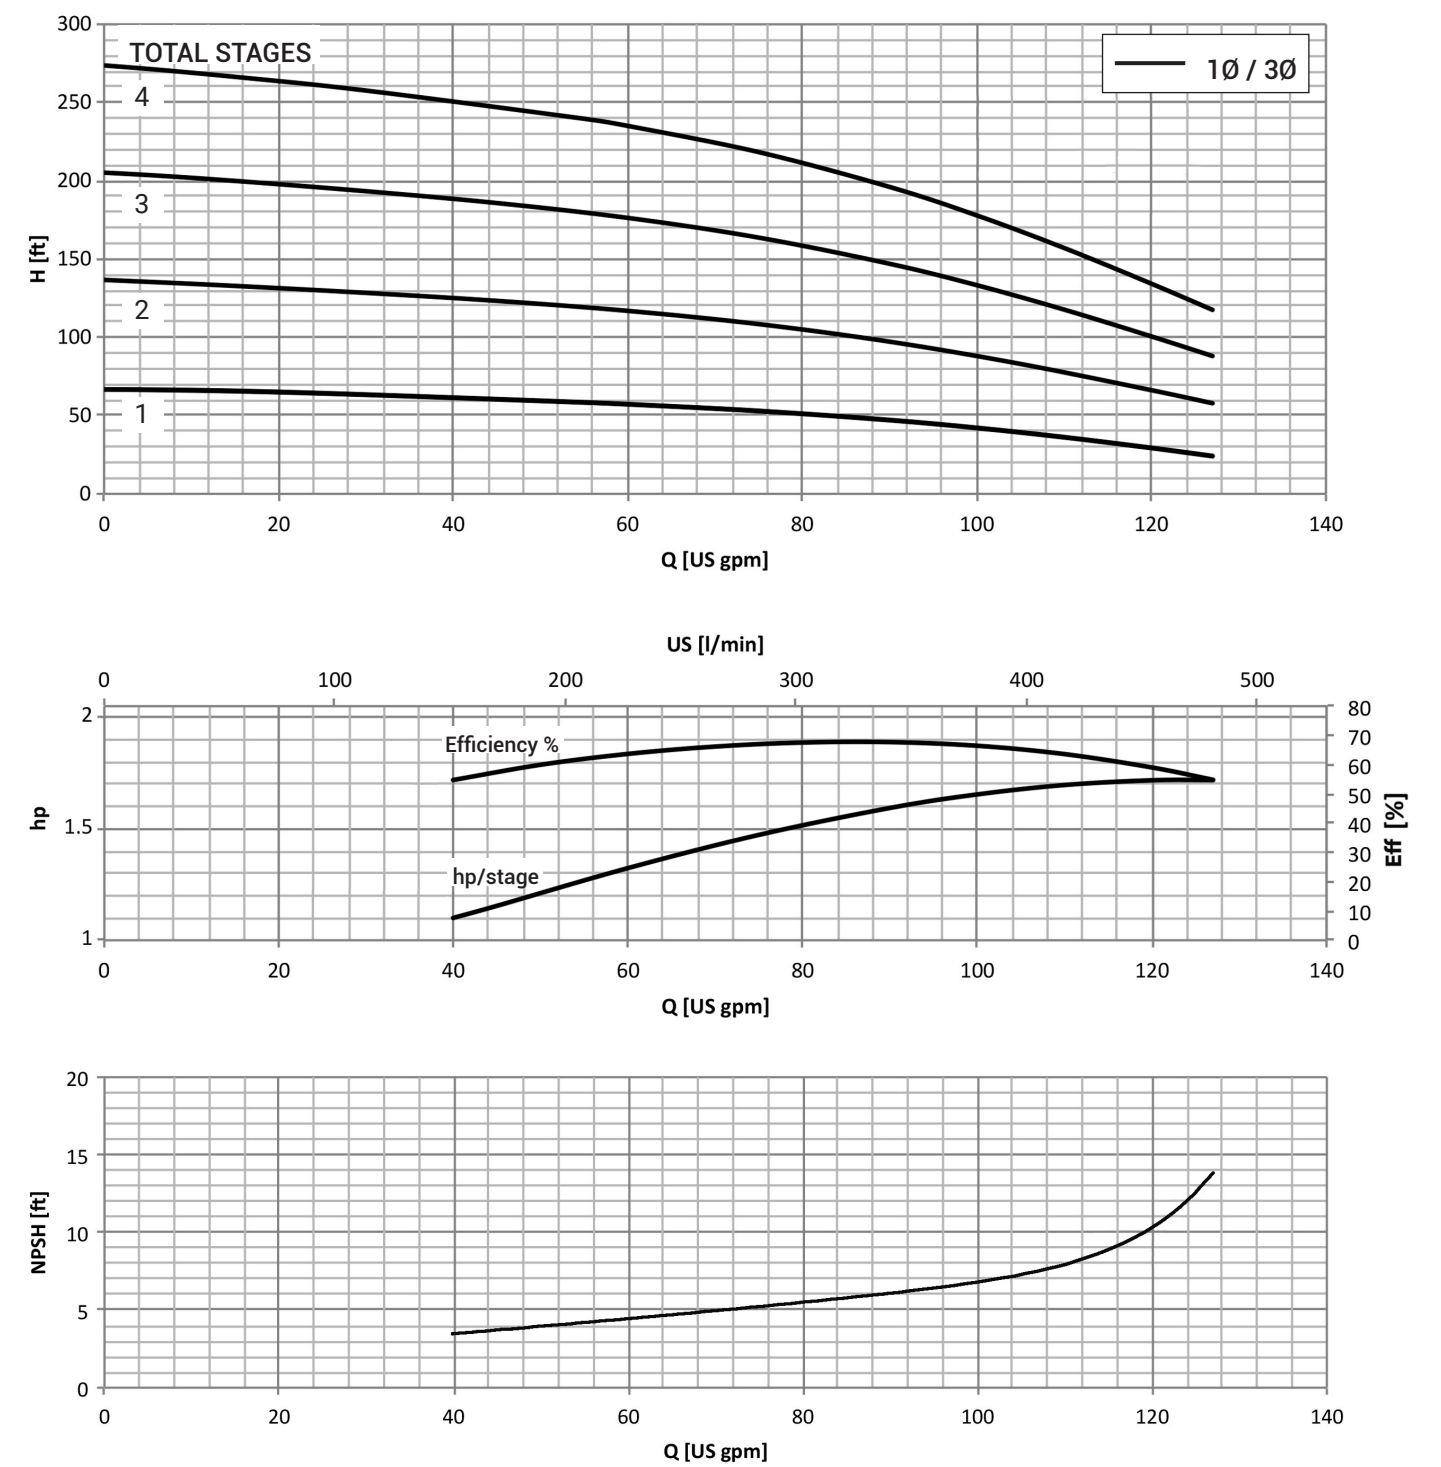 300
TOTAL STAGES
1Ø / 3Ø
4
250
200
3
H [ft]
150
2
100
50
1
0
0 20 40 60 80 100 120 140
Q [US gpm]
US [l/min]
0 100 200 300 400 500
2
80
70
Efficiency %
60
50
hp
1.5
40
Eff [%]
30
hp/stage
20
10
1
0
0 20 40 60 80 100 120 140
Q [US gpm]
20
15
NPSH [ft]
10
5
0
0 20 40 60 80 100 120 140
Q [US gpm]